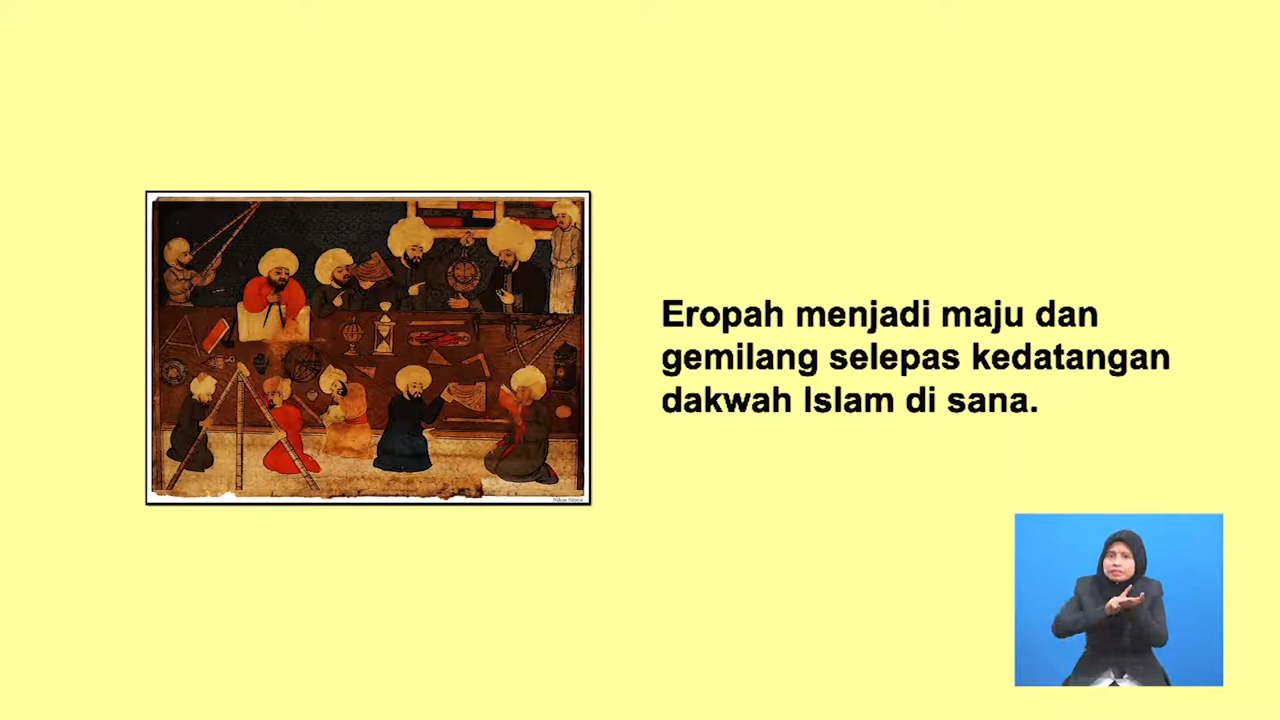 Eropah menjadi maju dan
gemilang selepas kedatangan
dakwah Islam di sana.